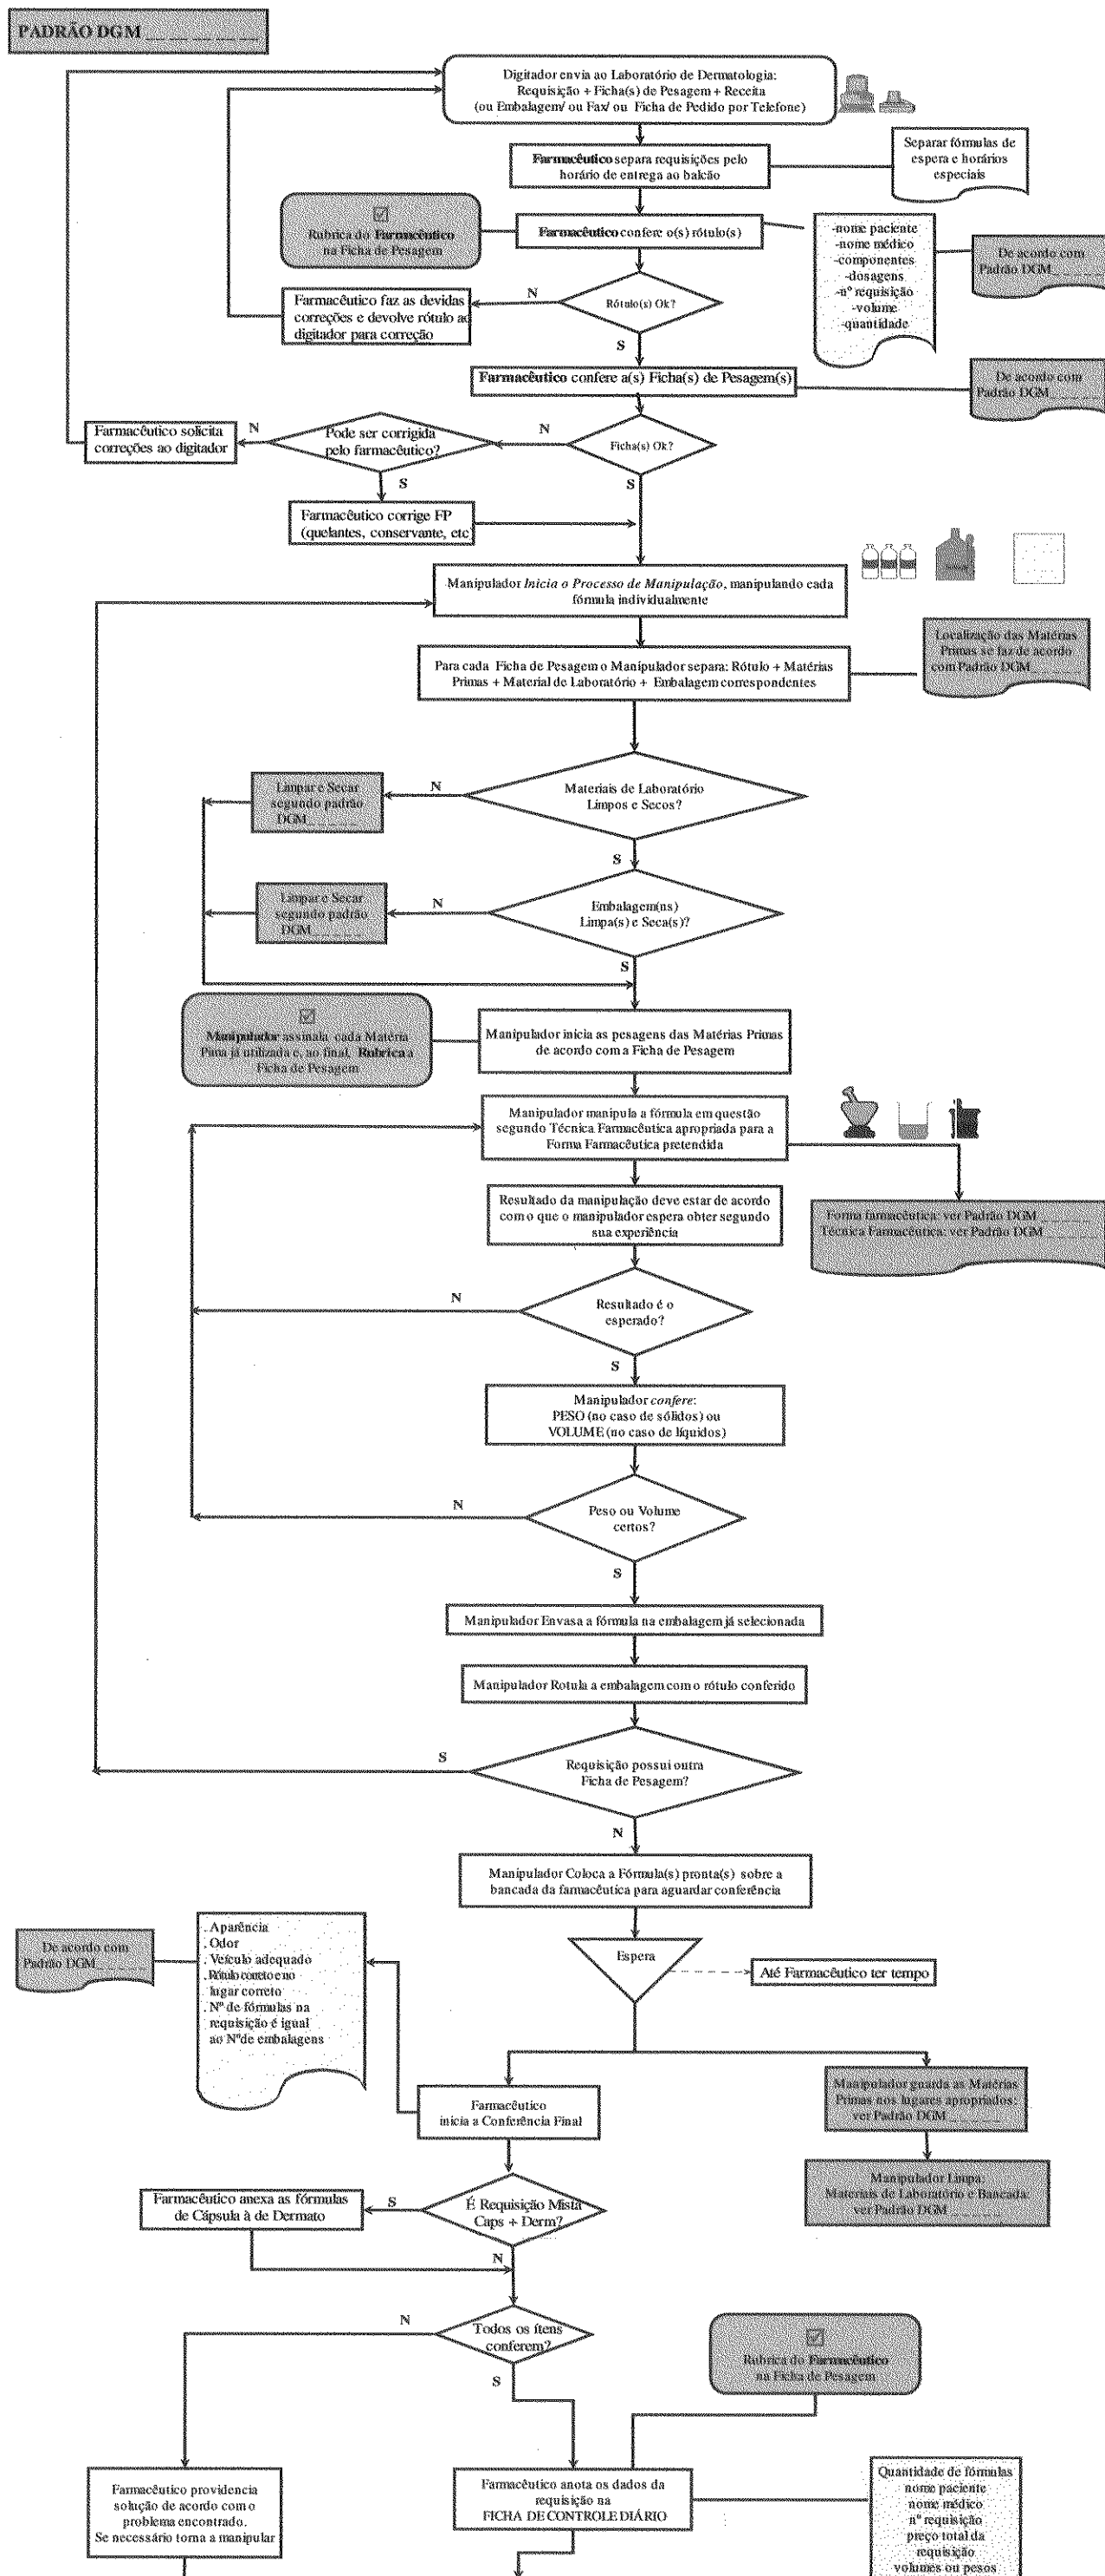 PADRÃO DGM _ _ _ _ _
Digitador envia ao Laboratório de Dermatologia:
Requisição + Ficha(s) de Pesagem + Receita
(ou Embalagem/ ou Fax/ ou Ficha de Pedido por Telefone)
Farmacêutico separa requisições pelo
horário de entrega ao balcão
Separar fórmulas de
espera e horários
especiais
Rubrica do Farmacêutico
na Ficha de Pesagem
Farmacêutico confere o(s) rótulo(s)
-nome paciente
-nome médico
-componentes
-dosagens
-nº requisição
-volume
-quantidade
De acordo com
Padrão DGM_ _ _ _ _
Rótulo(s) Ok?
N
Farmacêutico faz as devidas
correções e devolve rótulo ao
digitador para correção
S
Farmacêutico confere a(s) Ficha(s) de Pesagem(s)
De acordo com
Padrão DGM_ _ _ _ _
Ficha(s) Ok?
N
Pode ser corrigida
pelo farmacêutico?
N
Farmacêutico solicita
correções ao digitador
S
S
Farmacêutico corrige FP
(quelantes, conservante, etc
Manipulador Inicia o Processo de Manipulação, manipulando cada
fórmula individualmente
Localização das Matérias
Primas se faz de acordo
com Padrão DGM_ _ _ _ _
Para cada Ficha de Pesagem o Manipulador separa: Rótulo + Matérias
Primas + Material de Laboratório + Embalagem correspondentes
Materiais de Laboratório
Limpos e Secos?
N
Limpar e Secar
segundo padrão
DGM_ _ _ _ _
S
Embalagem(ns)
Limpa(s) e Seca(s)?
N
Limpar e Secar
segundo padrão
DGM_ _ _ _ _
S
Manipulador assinala cada Matéria
Pima já utilizada e, ao final, Rubrica a
Ficha de Pesagem
Manipulador inicia as pesagens das Matérias Primas
de acordo com a Ficha de Pesagem
Manipulador manipula a fórmula em questão
segundo Técnica Farmacêutica apropriada para a
Forma Farmacêutica pretendida
Resultado da manipulação deve estar de acordo
com o que o manipulador espera obter segundo
sua experiência
Forma farmacêutica: ver Padrão DGM _ _ _ _ _
Técnica Farmacêutica: ver Padrão DGM _ _ _ _ _
Resultado é o
esperado?
N
S
Manipulador confere:
PESO (no caso de sólidos) ou
VOLUME (no caso de líquidos)
Peso ou Volume
certos?
N
S
Manipulador Envasa a fórmula na embalagem já selecionada
Manipulador Rotula a embalagem com o rótulo conferido
Requisição possui outra
Ficha de Pesagem?
S
N
Manipulador Coloca a Fórmula(s) pronta(s) sobre a
bancada da farmacêutica para aguardar conferência
Espera
Até Farmacêutico ter tempo
De acordo com
Padrão DGM_ _ _ _ _
. Aparência
. Odor
. Veículo adequado
. Rótulo correto e no
lugar correto
. Nº de fórmulas na
requisição é igual
ao Nºde embalagens
Farmacêutico
inicia a Conferência Final
Manipulador guarda as Matérias
Primas nos lugares apropriados:
ver Padrão DGM _ _ _ _ _
Manipulador Limpa:
Materiais de Laboratório e Bancada:
ver Padrão DGM _ _ _ _ _
É Requisição Mista
Caps + Derm?
S
Farmacêutico anexa as fórmulas
de Cápsula à de Dermato
N
Todos os ítens
conferem?
N
S
Rubrica do Farmacêutico
na Ficha de Pesagem
Farmacêutico providencia
solução de acordo com o
problema encontrado.
Se necessário torna a manipular
Farmacêutico anota os dados da
requisição na
FICHA DE CONTROLE DIÁRIO
Quantidade de fórmulas
nome paciente
nome médico
nº requisição
preço total da
requisição
volumes ou pesos